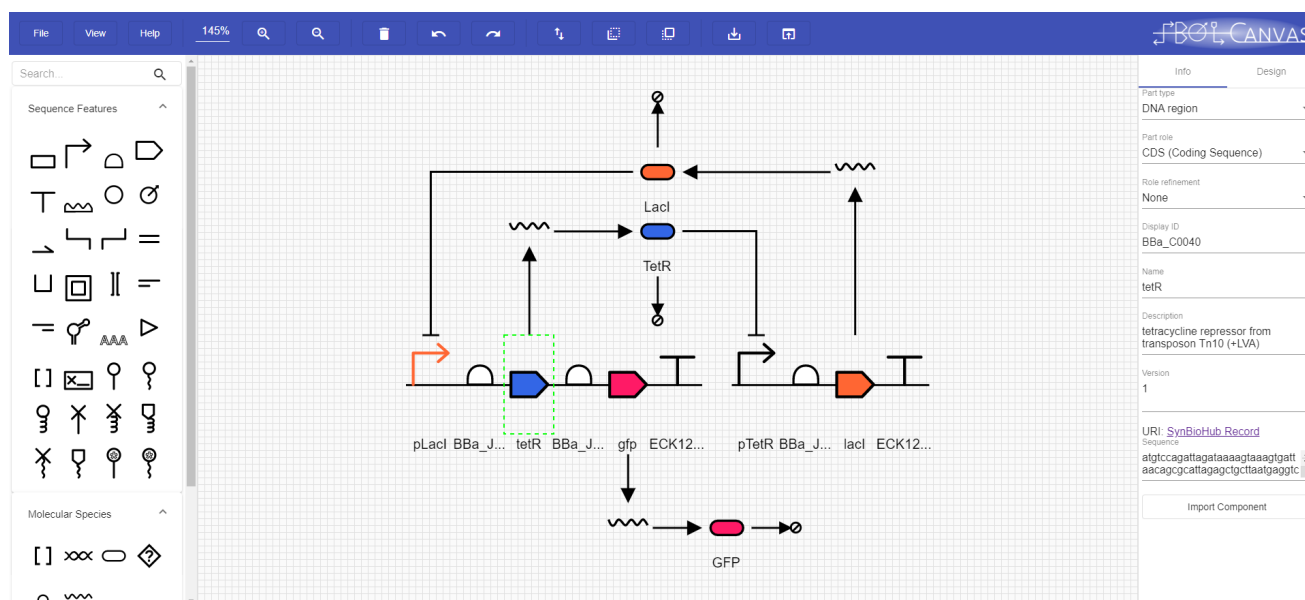 File View Help 145%
SBOL CANVAS
Search...
Sequence Features
AAA
Molecular Species
LacI
TetR
pLacI BBa_J... tetR BBa_J... gfp ECK12...
pTetR BBa_J... lacI ECK12...
GFP
Info Design
Part type
DNA region
Part role
CDS (Coding Sequence)
Role refinement
None
Display ID
BBa_C0040
Name
tetR
Description
tetracycline repressor from
transposon Tn10 (+LVA)
Version
1
URI: SynBioHub Record
Sequence
atgtccagattagataaaagtaaagtgatt
aacagcgcattagagctgcttaatgaggtc
Import Component